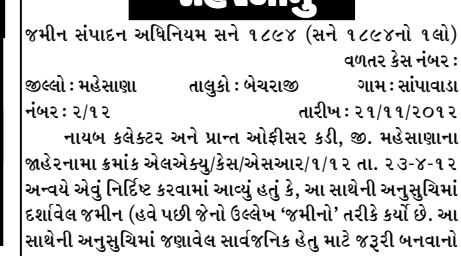 જમીન સંપાદન અધિનિયમ સને ૧૮૯૪ (સને ૧૮૯૪નો ૧લો)
વળતર કેસ નંબર :
જીલ્લો : મહેસાણા તાલુકો : બેચરાજી ગામ : સાંપાવાડા
નંબર : ૨/૧૨ તારીખ : ૨૧/૧૧/૨૦૧૨
નાયબ કલેક્ટર અને પ્રાન્ત ઓફીસર કડી, જી. મહેસાણાના
જાહેરનામા ક્રમાંક એલએક્યુ/કેસ/એસઆર/૧/૧૨ તા. ૨૩-૪-૧૨
અન્વયે એવું નિર્દિષ્ટ કરવામાં આવ્યું હતું કે, આ સાથેની અનુસુચિમાં
દર્શાવેલ જમીન (હવે પછી જેનો ઉલ્લેખ ‘જમીનો’ તરીકે કર્યો છે. આ
સાથેની અનુસુચિમાં જણાવેલ સાર્વજનિક હેતુ માટે જરૂરી બનવાનો